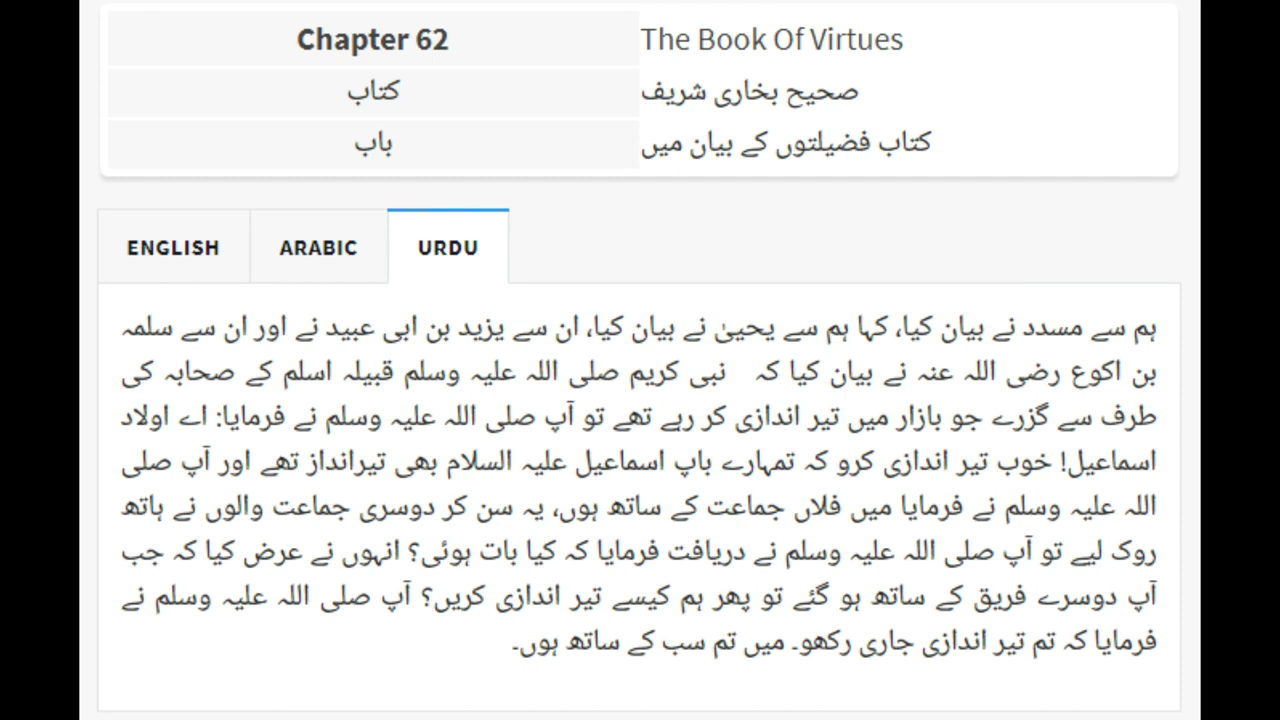 Chapter 62
The Book Of Virtues
کتاب
صحیح بخاری شریف
باب
کتاب فضیلتوں کے بیان میں
ENGLISH
ARABIC
URDU
ہم سے مسدد نے بیان کیا، کہا ہم سے یحییٰ نے بیان کیا، ان سے یزید بن ابی عبید نے اور ان سے سلمہ
بن اکوع رضی اللہ عنہ نے بیان کیا کہ نبی کریم صلی اللہ علیہ وسلم قبیلہ اسلم کے صحابہ کی
طرف سے گزرے جو بازار میں تیر اندازی کر رہے تھے تو آپ صلی اللہ علیہ وسلم نے فرمایا: اے اولاد
اسماعیل! خوب تیر اندازی کرو کہ تمہارے باپ اسماعیل علیہ السلام بھی تیرانداز تھے اور آپ صلی
اللہ علیہ وسلم نے فرمایا میں فلاں جماعت کے ساتھ ہوں، یہ سن کر دوسری جماعت والوں نے ہاتھ
روک لیے تو آپ صلی اللہ علیہ وسلم نے دریافت فرمایا کہ کیا بات ہوئی؟ انہوں نے عرض کیا کہ جب
آپ دوسرے فریق کے ساتھ ہو گئے تو پھر ہم کیسے تیر اندازی کریں؟ آپ صلی اللہ علیہ وسلم نے
فرمایا کہ تم تیر اندازی جاری رکھو۔ میں تم سب کے ساتھ ہوں۔